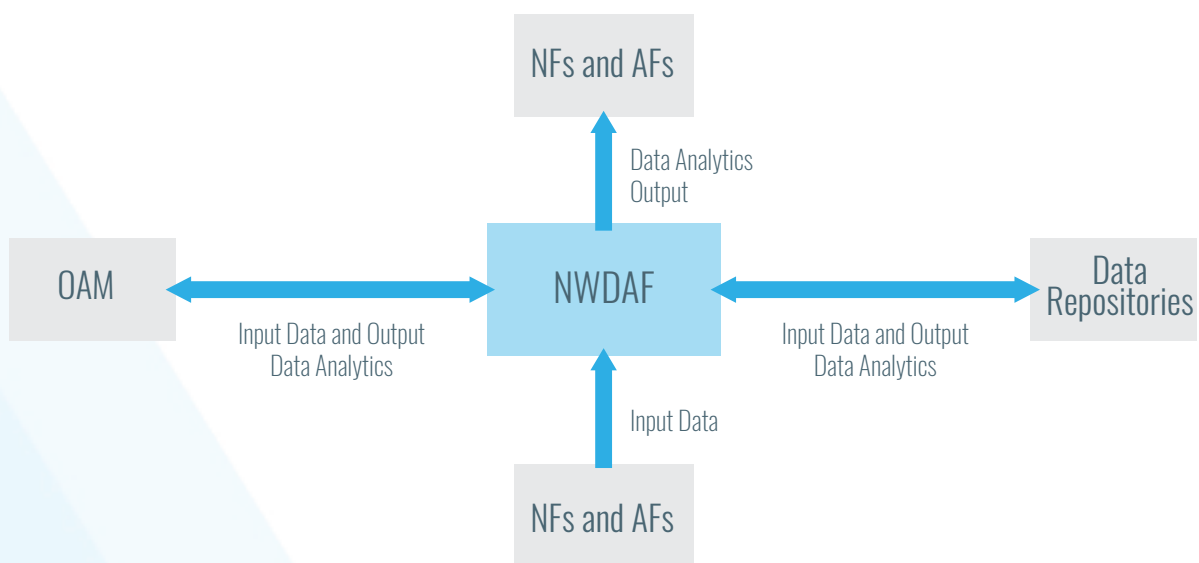 NFs and AFs
Data Analytics
Output
OAM
NWDAF
Data
Repositories
Input Data and Output
Data Analytics
Input Data and Output
Data Analytics
Input Data
NFs and AFs